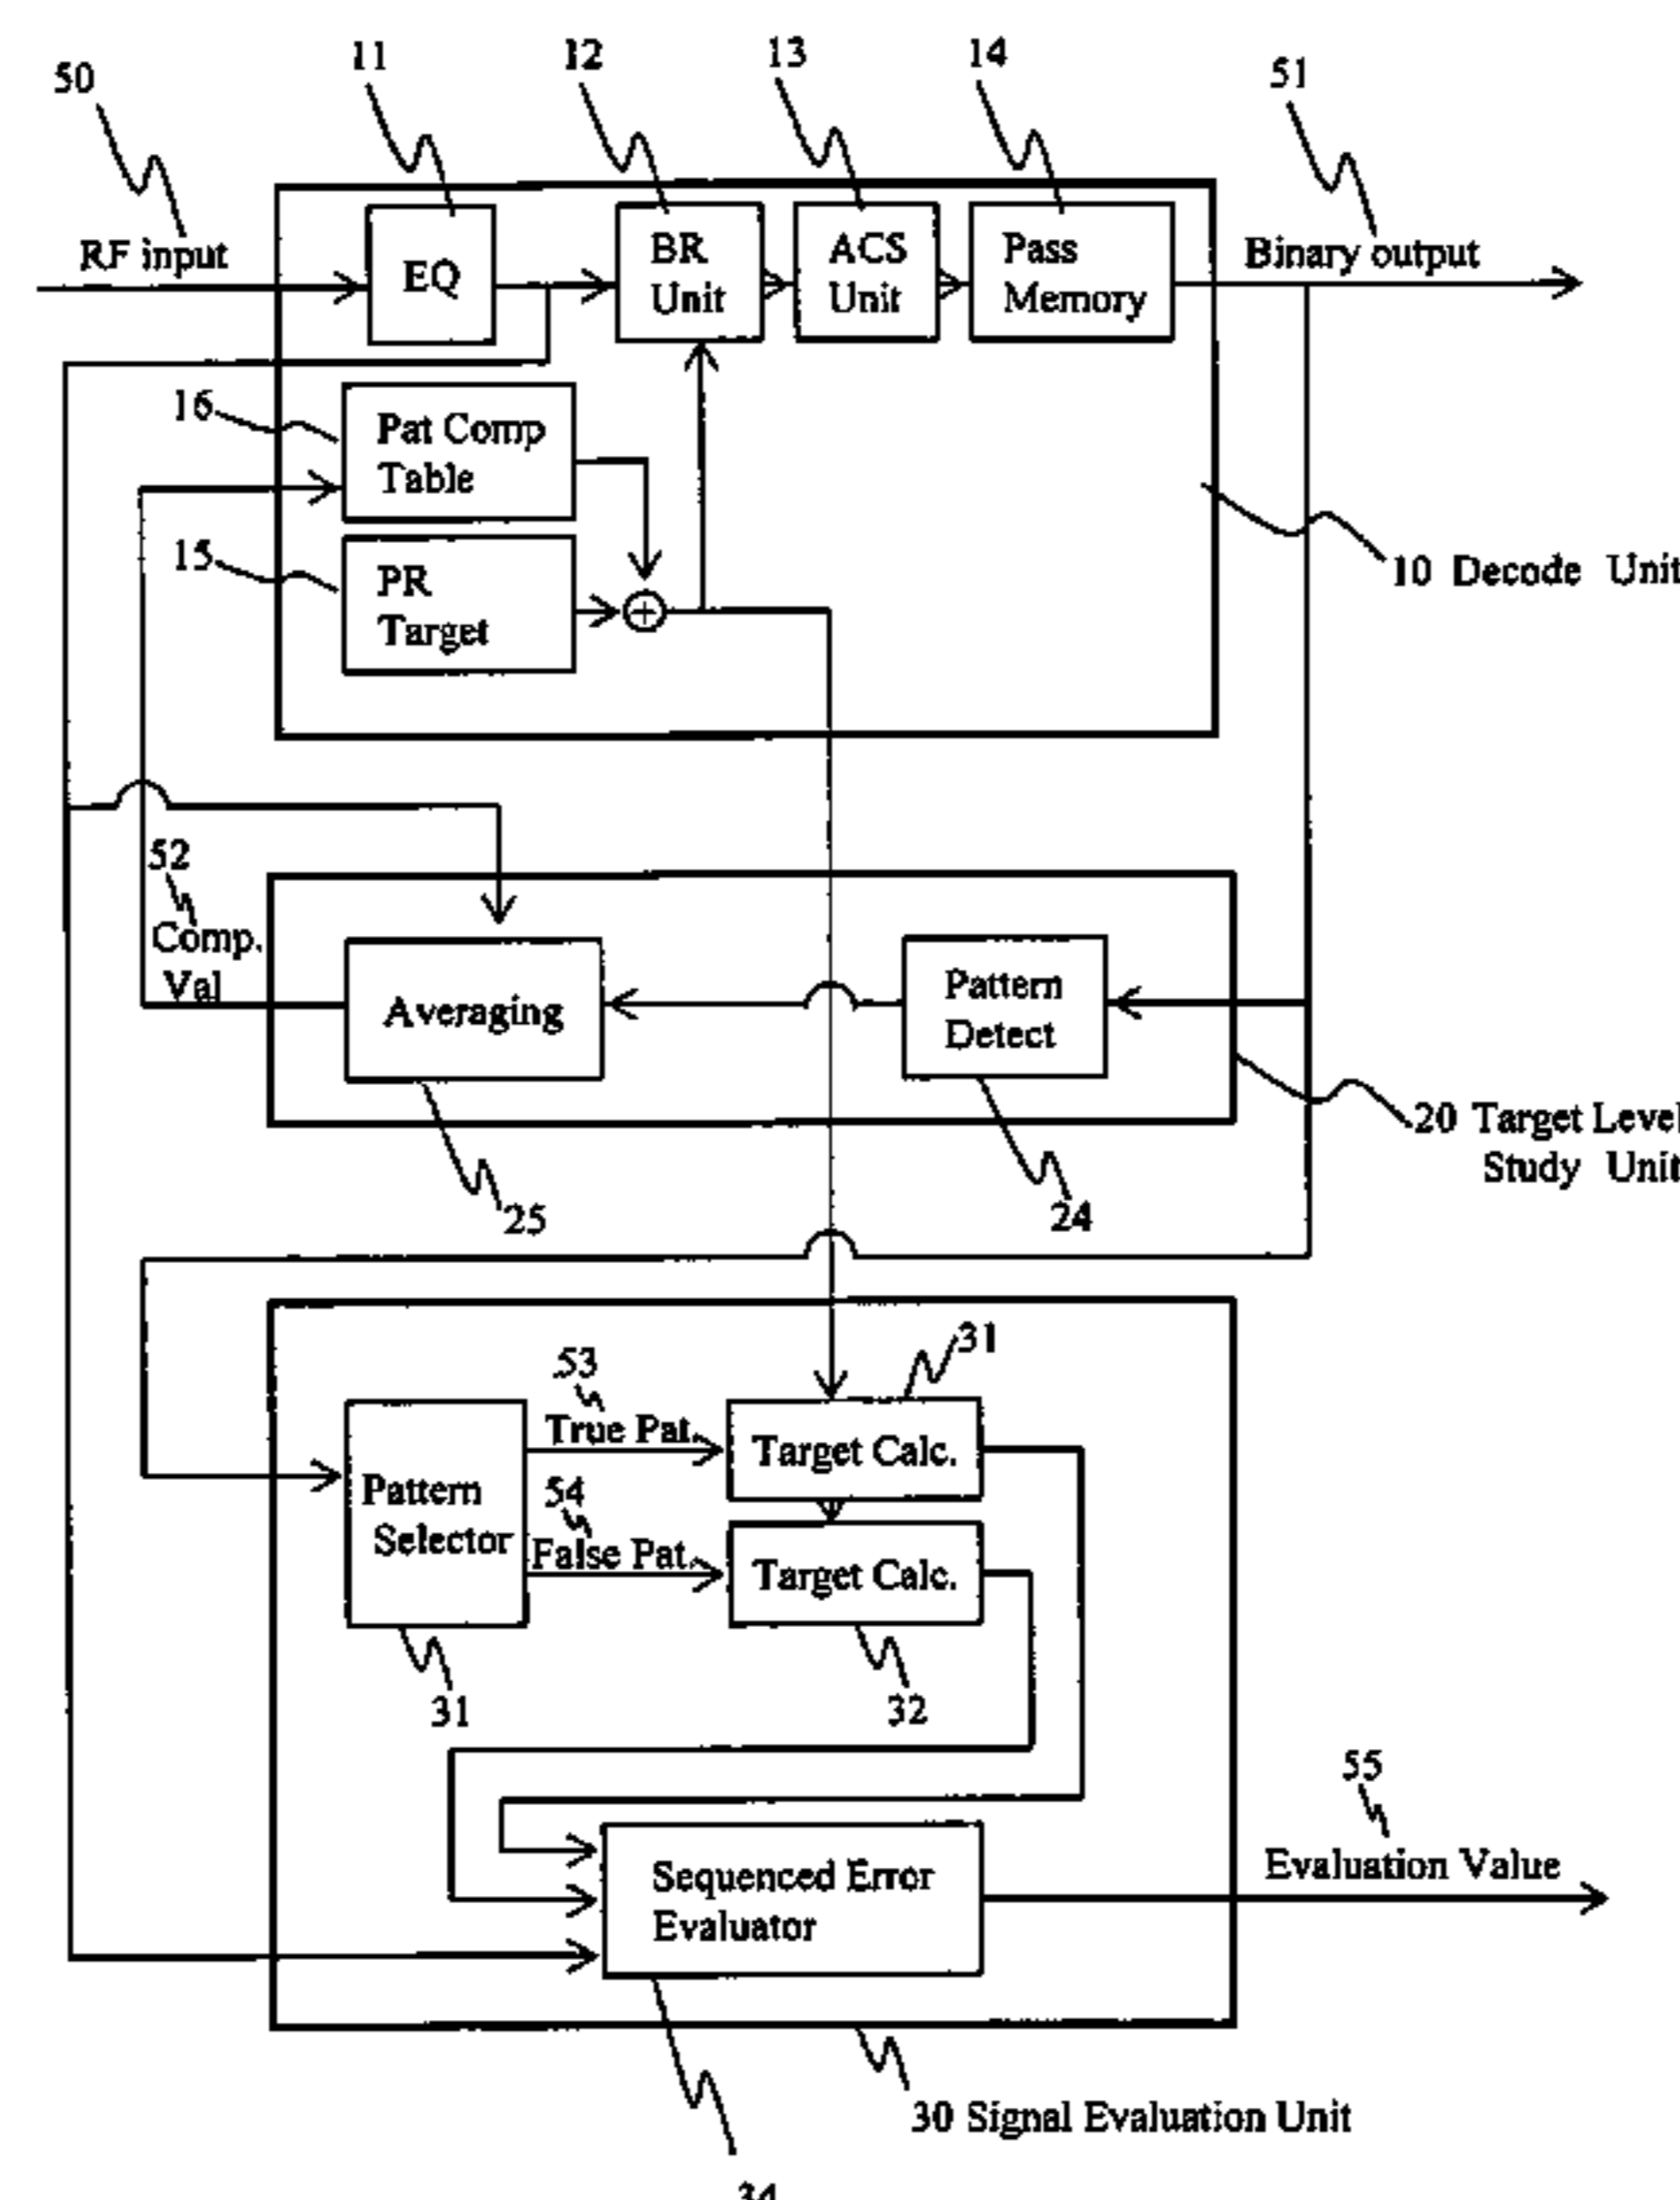 50
11
12
13
14
51
RF input
EQ
BR
Unit
ACS
Unit
Pass
Memory
Binary output
16
Pat Comp
Table
15
PR
Target
+
10 Decode Unit
52
Comp.
Val
Averaging
Pattern
Detect
20 Target Level
Study Unit
25
24
31
53
True Pat.
Target Calc.
54
Pattern
Selector
False Pat.
Target Calc.
31
32
55
Sequenced Error
Evaluator
Evaluation Value
30 Signal Evaluation Unit
34